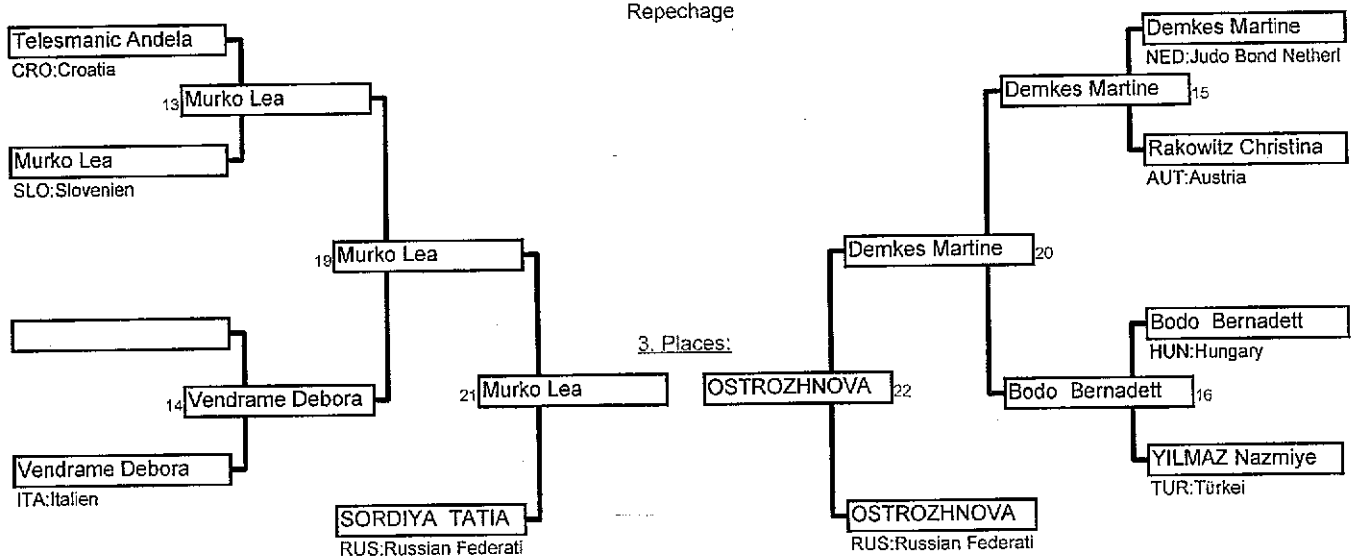 Repechage
Telesmanic Andela
CRO:Croatia
13 Murko Lea
Murko Lea
SLO:Slovenien
19 Murko Lea
14 Vendrame Debora
Vendrame Debora
ITA:Italien
21 Murko Lea
SORDIYA TATIA
RUS:Russian Federati
3. Places:
Demkes Martine
NED:Judo Bond Netherl
Demkes Martine 15
Rakowitz Christina
AUT:Austria
Demkes Martine 20
Bodo Bernadett
HUN:Hungary
OSTROZHNOVA 22
Bodo Bernadett 16
YILMAZ Nazmiye
TUR:Türkei
OSTROZHNOVA
RUS:Russian Federati